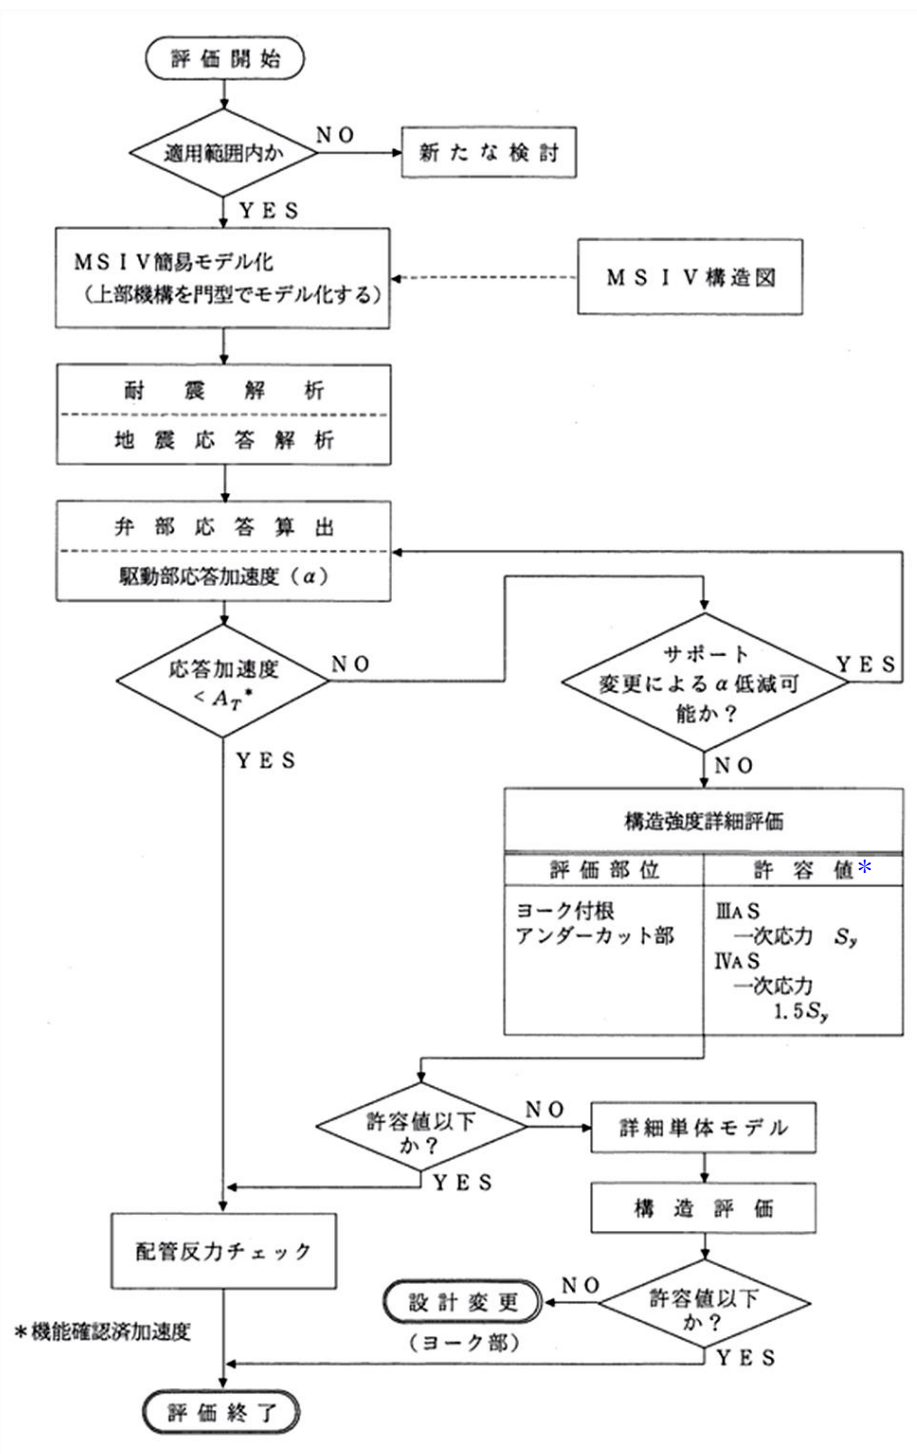 評価開始
適用範囲内か
NO
新たな検討
YES
MSIV簡易モデル化
(上部機構を門型でモデル化する)
MSIV構造図
耐震解析
地震応答解析
弁部応答算出
駆動部応答加速度(α)
応答加速度
<A_T*
NO
YES
サポート
変更によるα低減可
能か?
YES
NO
構造強度詳細評価
評価部位
許容値*
ヨーク付根
アンダーカット部
ⅢAS
一次応力 Sy
ⅣAS
一次応力
1.5Sy
許容値以下
か?
NO
詳細単体モデル
YES
構造評価
配管反力チェック
許容値以下
か?
NO
設計変更
(ヨーク部)
YES
*機能確認済加速度
評価終了